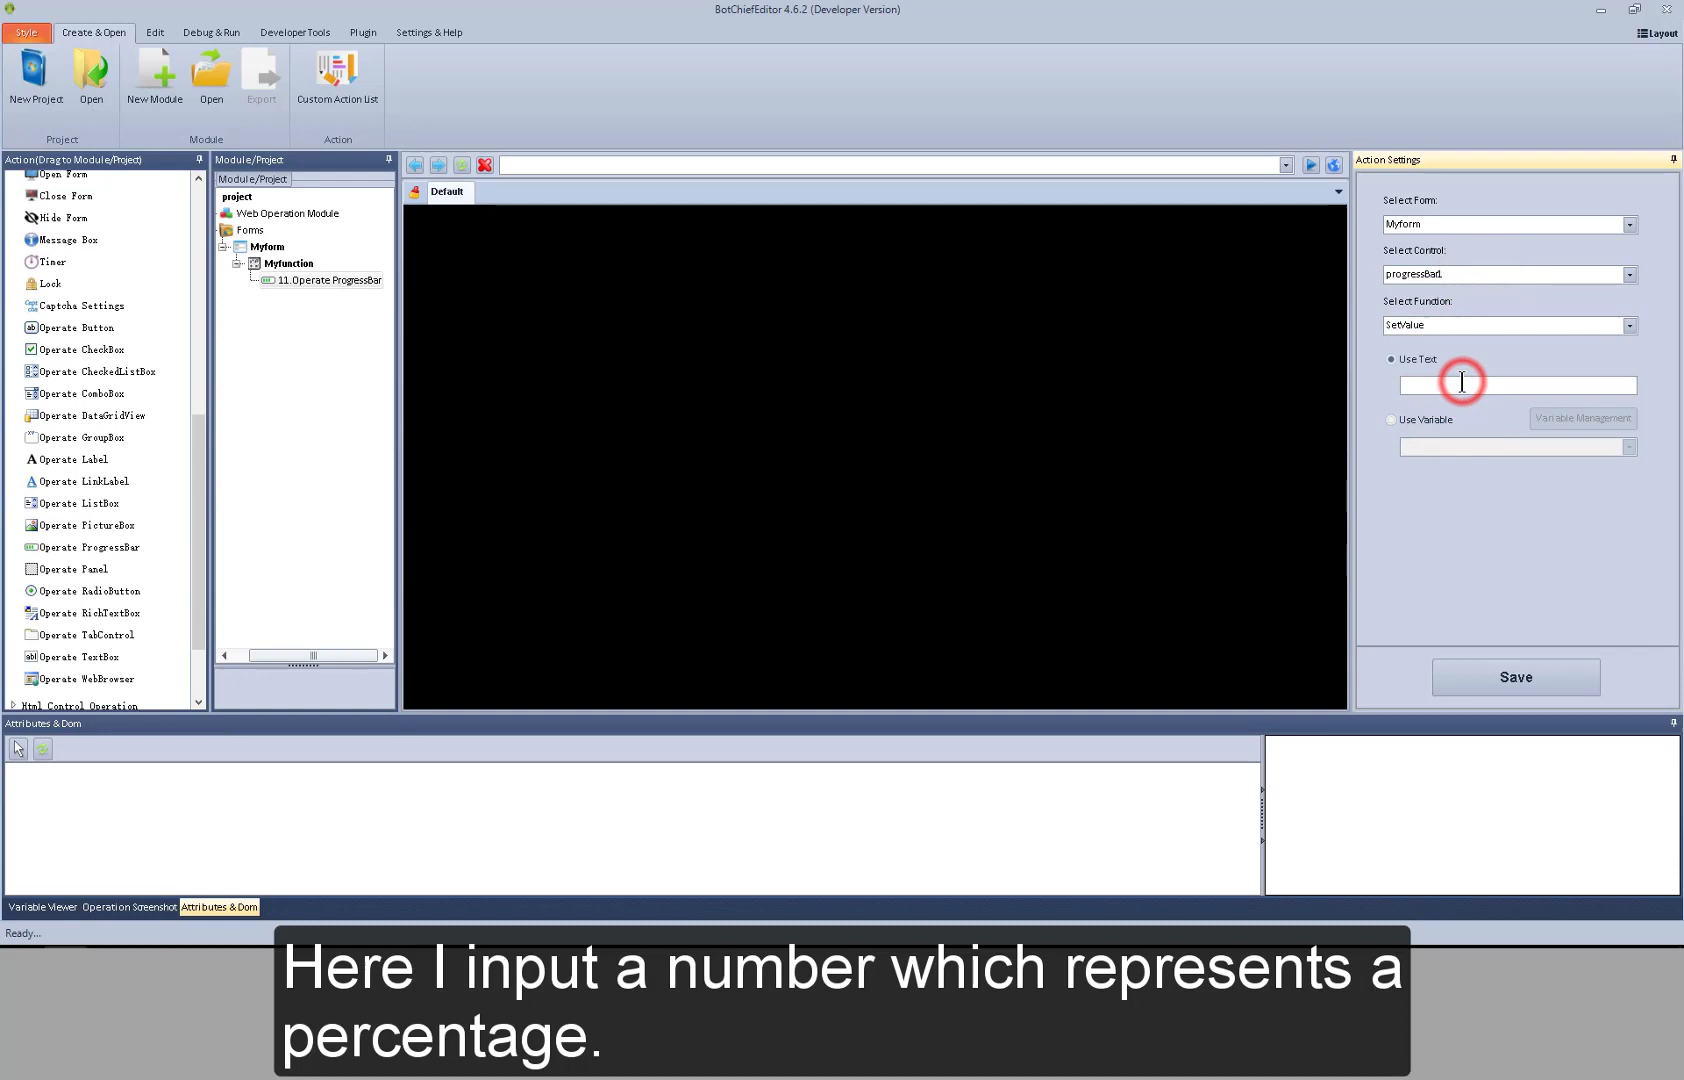 BotChiefEditor 4.6.2 (Developer Version)
Style
Create & Open
Edit
Debug & Run
Developer Tools
Plugin
Settings & Help
Layout
New Project
Open
New Module
Open
Export
Custom Action List
Project
Module
Action
Action(Drag to Module/Project)
Open Form
Close Form
Hide Form
Message Box
Timer
Lock
Captcha Settings
Operate Button
Operate CheckBox
Operate CheckedListBox
Operate ComboBox
Operate DataGridView
Operate GroupBox
Operate Label
Operate LinkLabel
Operate ListBox
Operate PictureBox
Operate ProgressBar
Operate Panel
Operate RadioButton
Operate RichTextBox
Operate TabControl
Operate TextBox
Operate WebBrowser
Html Control Operation
Module/Project
Module/Project
project
Web Operation Module
Forms
Myform
Myfunction
11.Operate ProgressBar
Default
Action Settings
Select Form:
Myform
Select Control:
progressBar1
Select Function:
SetValue
Use Text
Use Variable
Variable Management
Save
Attributes & Dom
Variable Viewer
Operation Screenshot
Attributes & Dom
Ready...
Here I input a number which represents a
percentage.